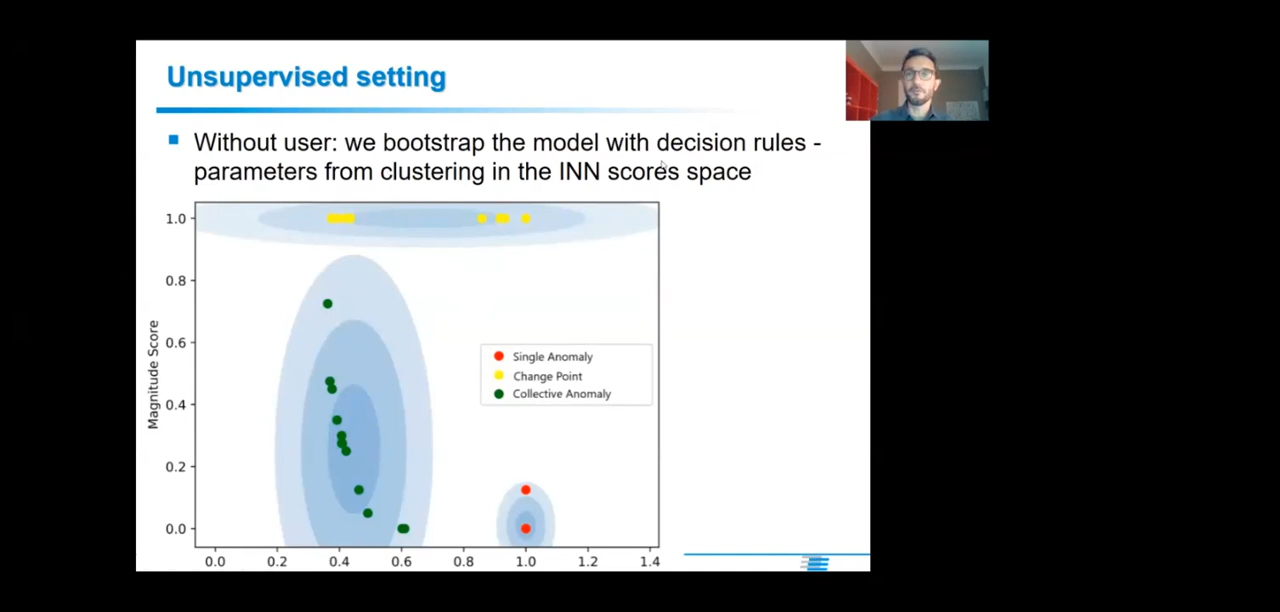 Unsupervised setting
Without user: we bootstrap the model with decision rules -
parameters from clustering in the INN scores space
1.0
0.8
0.6
0.4
0.2
0.0
Magnitude Score
Single Anomaly
Change Point
Collective Anomaly
0.0 0.2 0.4 0.6 0.8 1.0 1.2 1.4